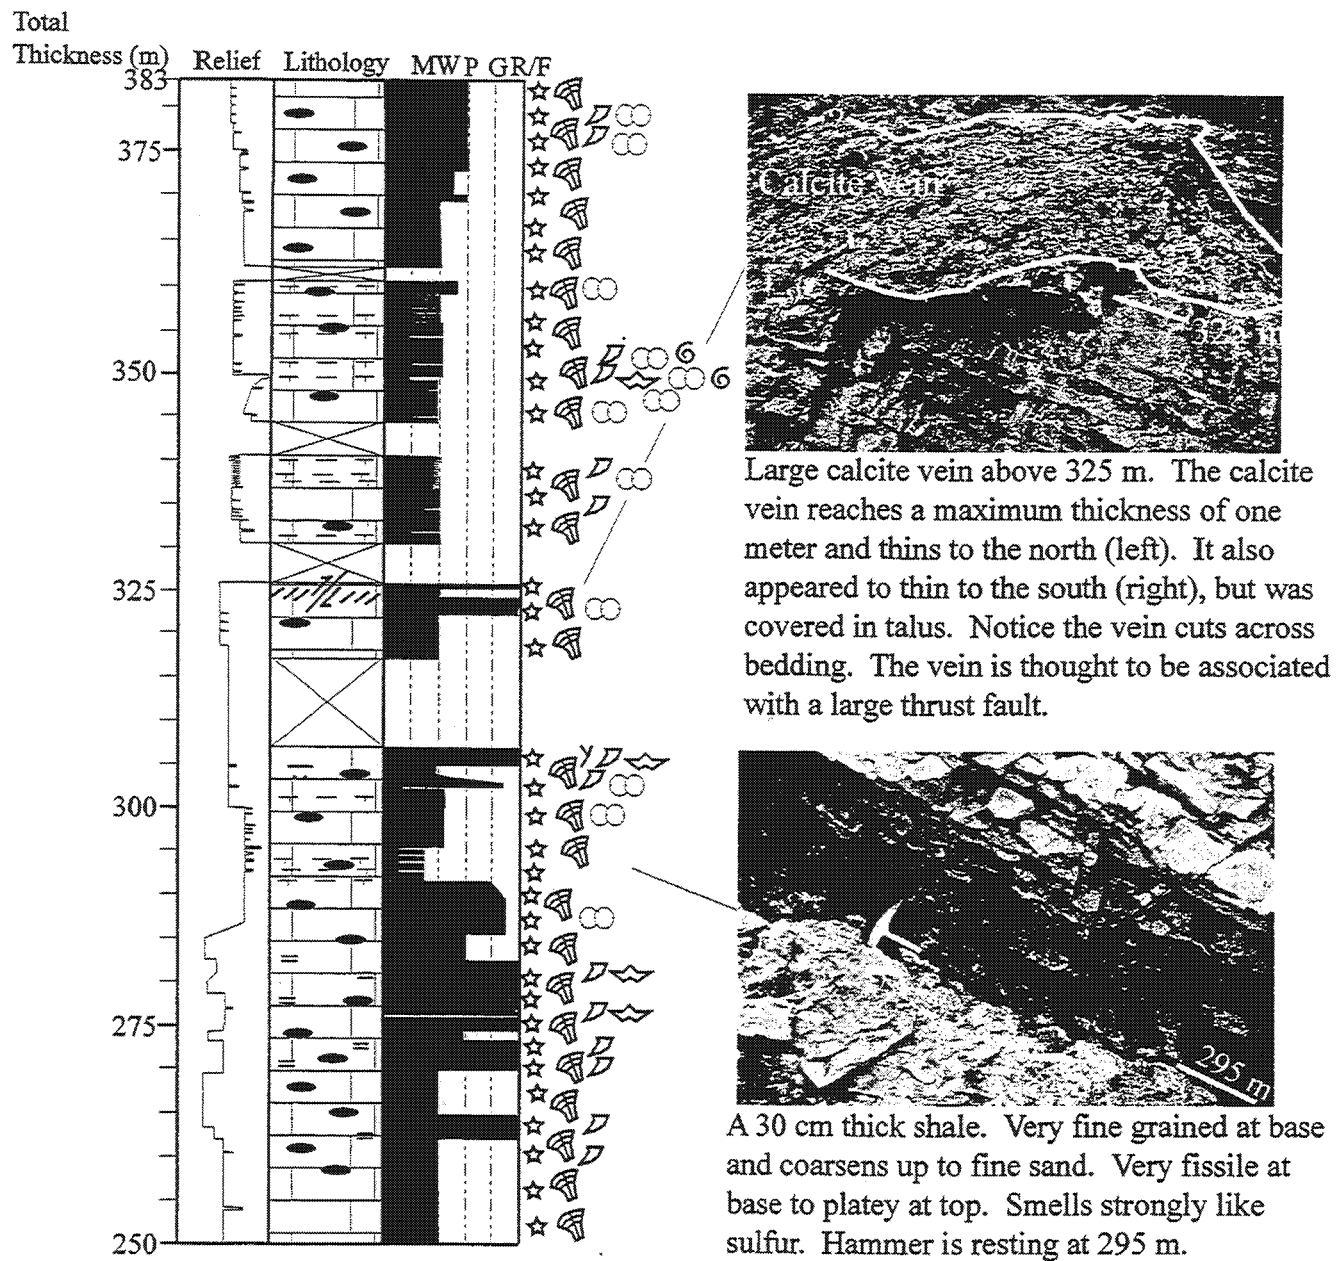 Total
Thickness (m)
Relief Lithology MWP GR/F
383
375
350
325
300
275
250
Calcite Vein
325 m
Large calcite vein above 325 m. The calcite
vein reaches a maximum thickness of one
meter and thins to the north (left). It also
appeared to thin to the south (right), but was
covered in talus. Notice the vein cuts across
bedding. The vein is thought to be associated
with a large thrust fault.
295 m
A 30 cm thick shale. Very fine grained at base
and coarsens up to fine sand. Very fissile at
base to platey at top. Smells strongly like
sulfur. Hammer is resting at 295 m.